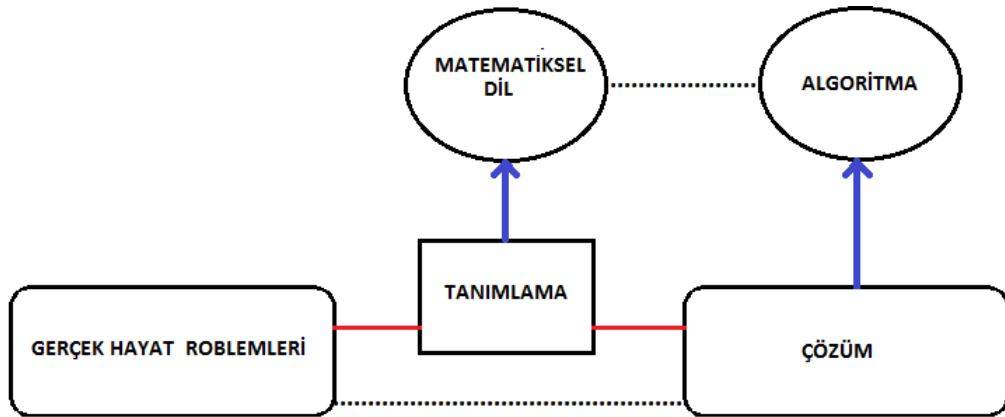 MATEMATİKSEL
DİL
ALGORİTMA
TANIMLAMA
GERÇEK HAYAT ROBLEMLERİ
ÇÖZÜM